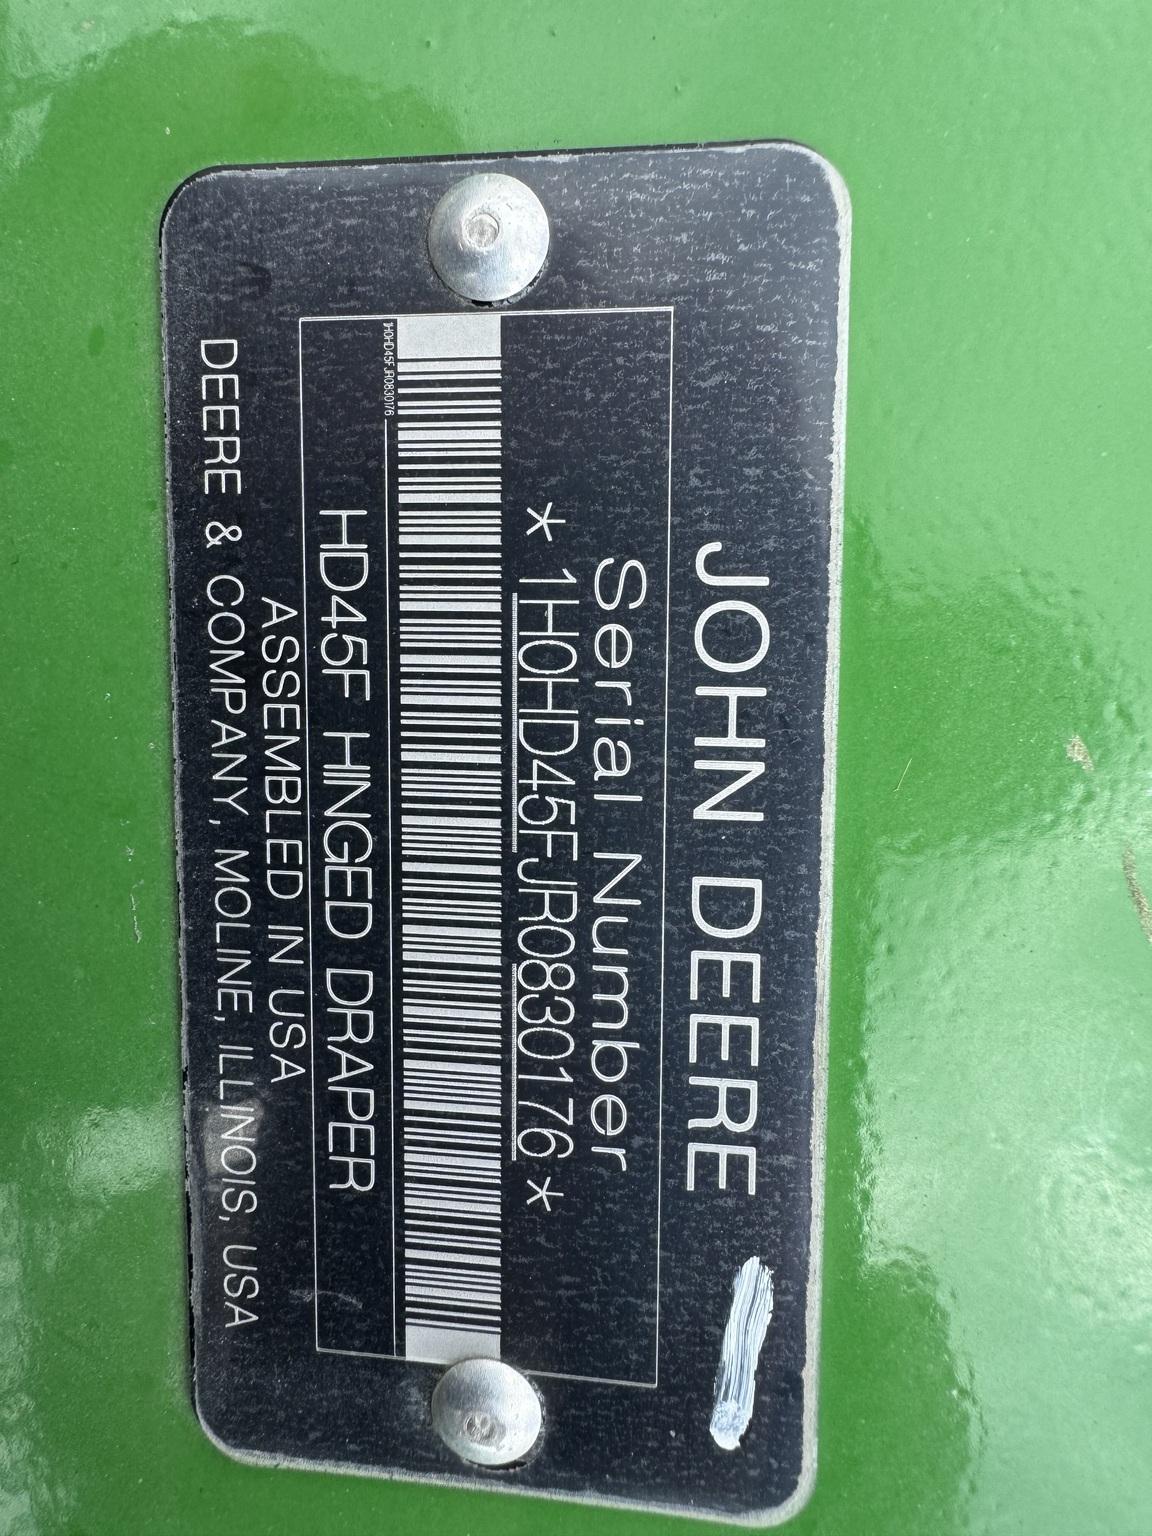 JOHN DEERE
Serial Number
*1H0HD45FJR0830176*
1H0HD45FJR0830176
HD45F HINGED DRAPER
ASSEMBLED IN USA
DEERE & COMPANY, MOLINE, ILLINOIS, USA